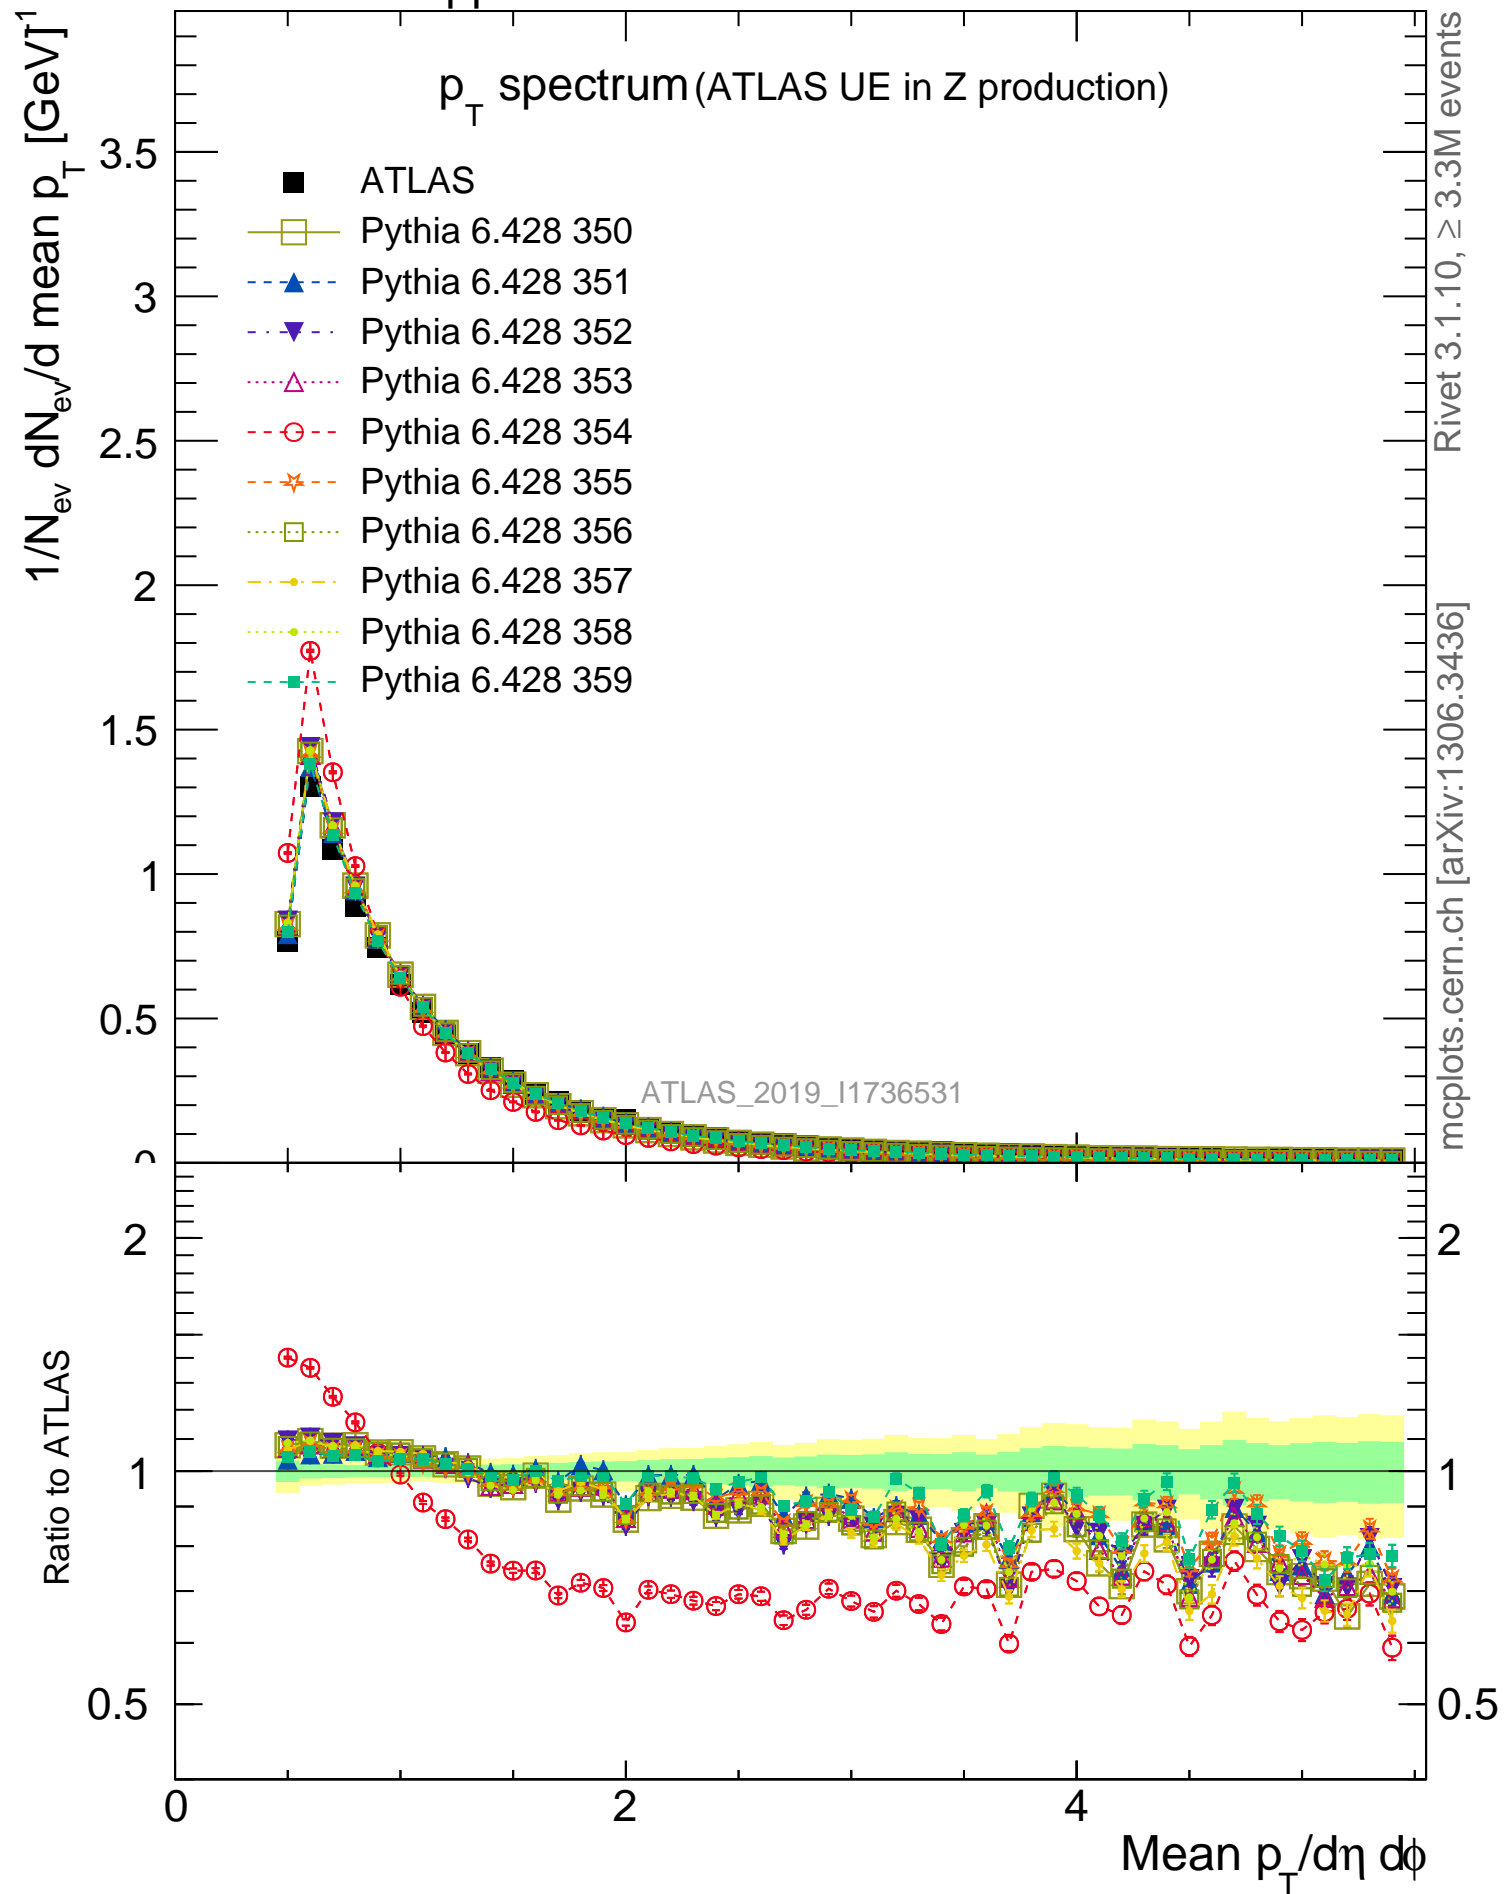 p_T spectrum (ATLAS UE in Z production)
1/N_ev dN_ev/d mean p_T [GeV]^-1
3.5
3
2.5
2
1.5
1
0.5
0
ATLAS
Pythia 6.428 350
Pythia 6.428 351
Pythia 6.428 352
Pythia 6.428 353
Pythia 6.428 354
Pythia 6.428 355
Pythia 6.428 356
Pythia 6.428 357
Pythia 6.428 358
Pythia 6.428 359
ATLAS_2019_I1736531
Rivet 3.1.10, ≥ 3.3M events
mcplots.cern.ch [arXiv:1306.3436]
Ratio to ATLAS
2
1
0.5
2
1
0.5
0
2
4
Mean p_T/dη dϕ